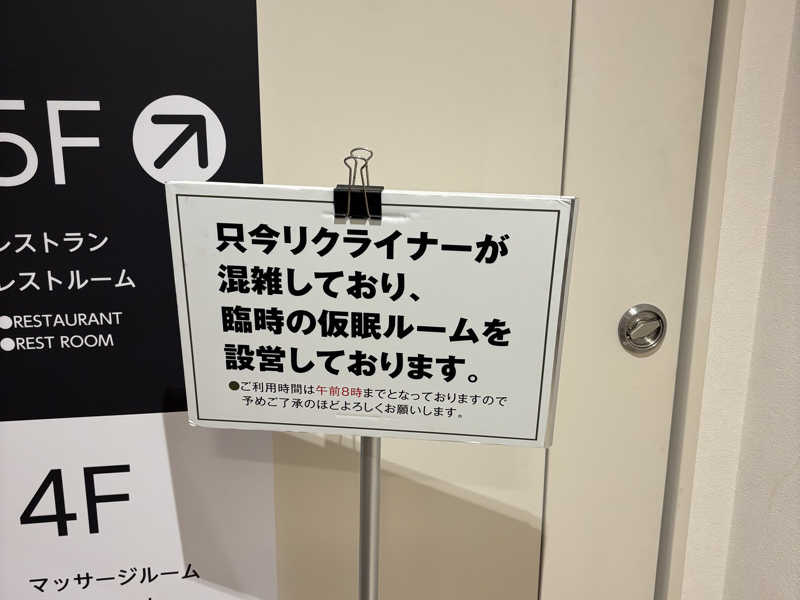 5F
レストラン
レストルーム
●RESTAURANT
●REST ROOM
只今リクライナーが
混雑しており、
臨時の仮眠ルームを
設営しております。
●ご利用時間は午前8時までとなっておりますので
予めご了承のほどよろしくお願いします。
4F
マッサージルーム